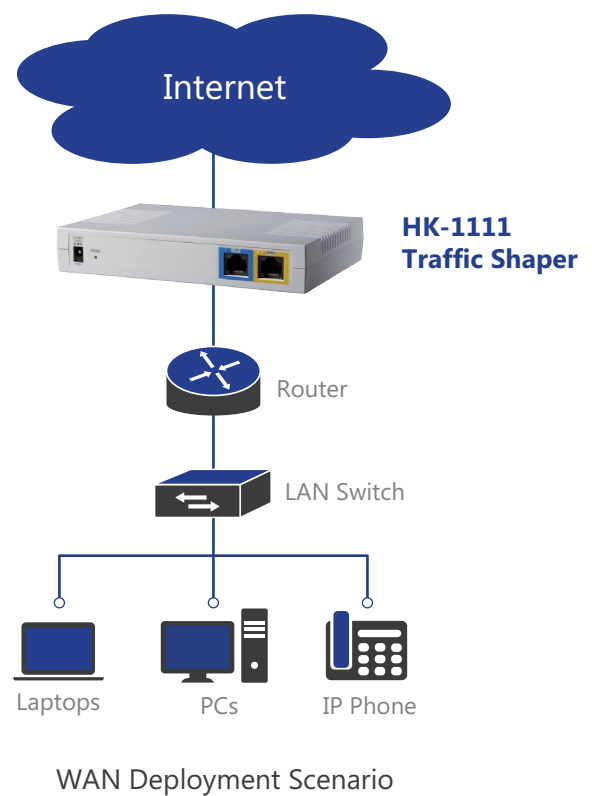 Internet
HK-1111
Traffic Shaper
Router
LAN Switch
Laptops
PCs
IP Phone
WAN Deployment Scenario